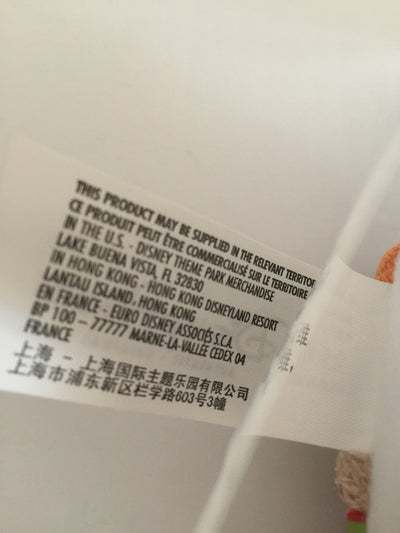 THIS PRODUCT MAY BE SUPPLIED IN THE RELEVANT TERRITOR
CE PRODUIT PEUT ÊTRE COMMERCIALISÉ SUR LE TERRITOIRE
IN THE U.S. - DISNEY THEME PARK MERCHANDISE
LAKE BUENA VISTA, FL 32830
IN HONG KONG - HONG KONG DISNEYLAND RESORT
LANTAU ISLAND, HONG KONG
EN FRANCE - EURO DISNEY ASSOCIÉS S.C.A.
BP 100 - 77777 MARNE-LA-VALLÉE CEDEX 04
FRANCE
上海 - 上海国际主题乐园有限公司
上海市浦东新区栏学路603号3幢